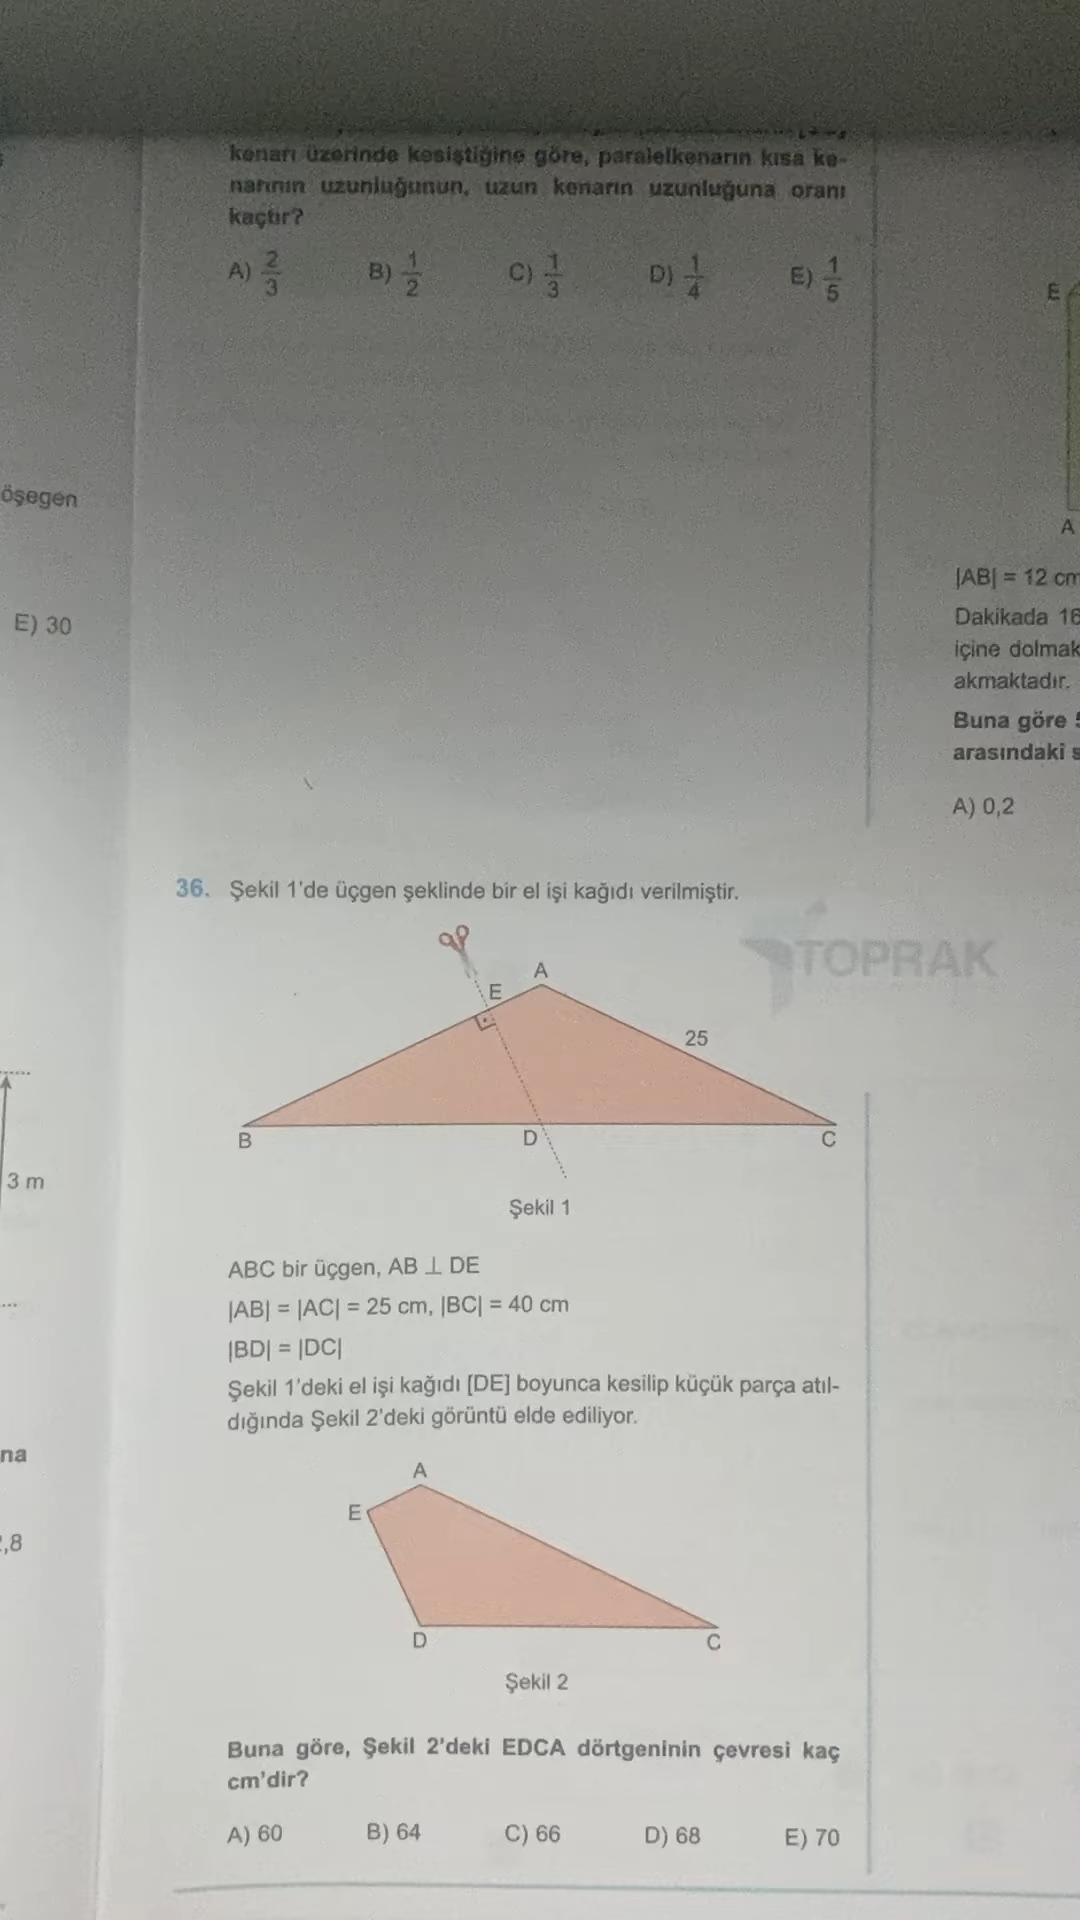 kenarı üzerinde kesiştiğine göre, paralelkenarın kısa ke-
narının uzunluğunun, uzun kenarın uzunluğuna oranı
kaçtır?
A) 2/3 B) 1/2 C) 1/3 D) 1/4 E) 1/5
öşegen
E) 30
3 m
na
,8
36. Şekil 1'de üçgen şeklinde bir el işi kağıdı verilmiştir.
TOPRAK
A
E
25
B
D
C
Şekil 1
ABC bir üçgen, AB ⊥ DE
|AB| = |AC| = 25 cm, |BC| = 40 cm
|BD| = |DC|
Şekil 1'deki el işi kağıdı [DE] boyunca kesilip küçük parça atıl-
dığında Şekil 2'deki görüntü elde ediliyor.
A
E
D
C
Şekil 2
Buna göre, Şekil 2'deki EDCA dörtgeninin çevresi kaç
cm'dir?
A) 60 B) 64 C) 66 D) 68 E) 70
E
A
|AB| = 12 cm
Dakikada 16
içine dolmak
akmaktadır.
Buna göre 5
arasındaki s
A) 0,2